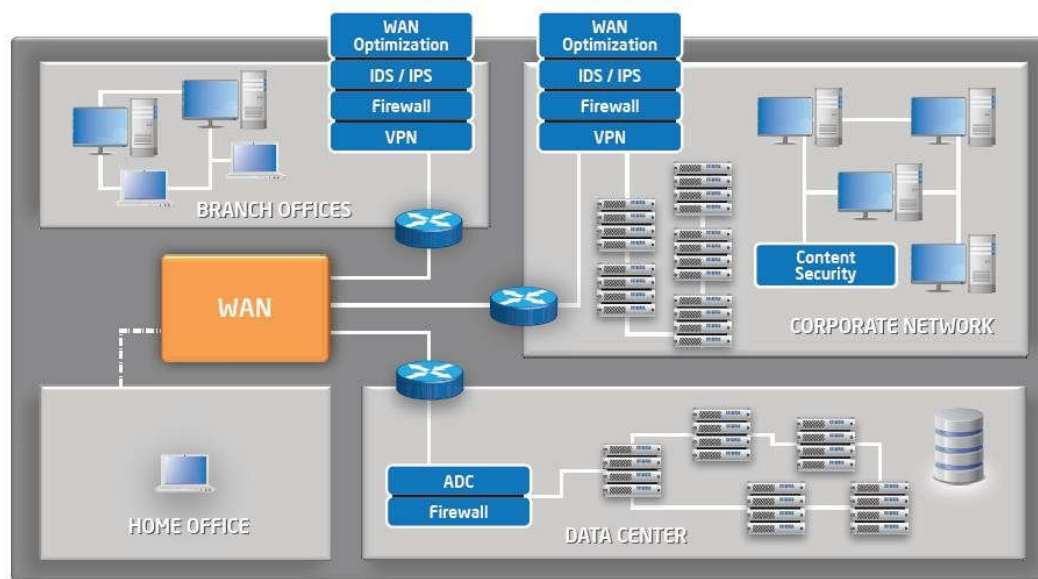 WAN
Optimization
IDS / IPS
Firewall
VPN
BRANCH OFFICES
WAN
Optimization
IDS / IPS
Firewall
VPN
Content
Security
CORPORATE NETWORK
WAN
HOME OFFICE
ADC
Firewall
DATA CENTER